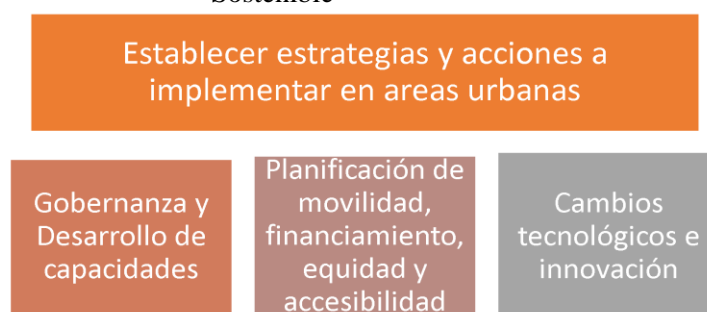 Sostenible
Establecer estrategias y acciones a
implementar en areas urbanas
Gobernanza y
Desarrollo de
capacidades
Planificación de
movilidad,
financiamiento,
equidad y
accesibilidad
Cambios
tecnológicos e
innovación